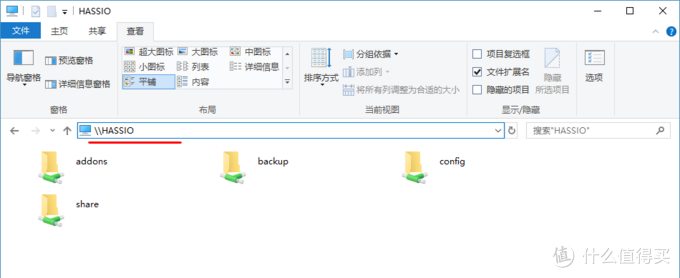 HASSIO
文件 主页 共享 查看
导航窗格 预览窗格 详细信息窗格 窗格
超大图标 大图标 中图标
小图标 列表 详细信息
平铺 内容
布局
排序方式 分组依据 添加列 将所有列调整为合适的大小
当前视图
项目复选框 文件扩展名 隐藏的项目 隐藏 所选项目
显示/隐藏
选项
\\HASSIO 搜索"HASSIO"
addons backup config
share
值 什么值得买